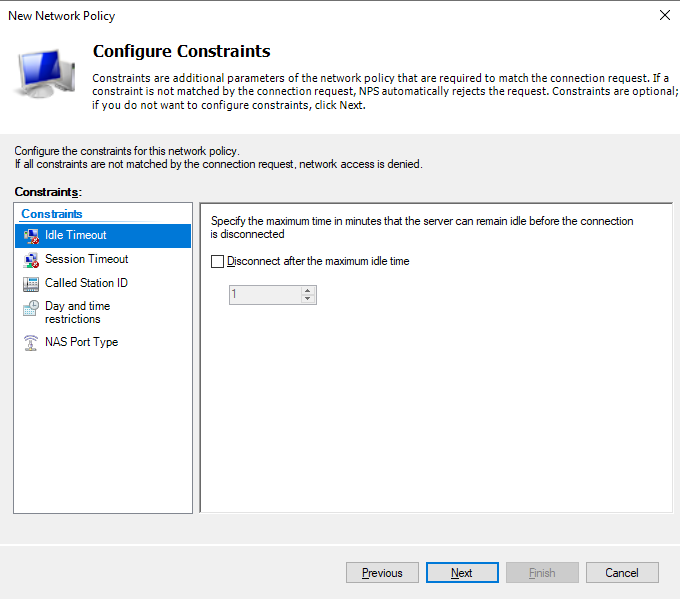 New Network Policy
Configure Constraints
Constraints are additional parameters of the network policy that are required to match the connection request. If a
constraint is not matched by the connection request, NPS automatically rejects the request. Constraints are optional;
if you do not want to configure constraints, click Next.
Configure the constraints for this network policy.
If all constraints are not matched by the connection request, network access is denied.
Constraints:
Constraints
Idle Timeout
Session Timeout
Called Station ID
Day and time
restrictions
NAS Port Type
Specify the maximum time in minutes that the server can remain idle before the connection
is disconnected
Disconnect after the maximum idle time
1
Previous
Next
Finish
Cancel